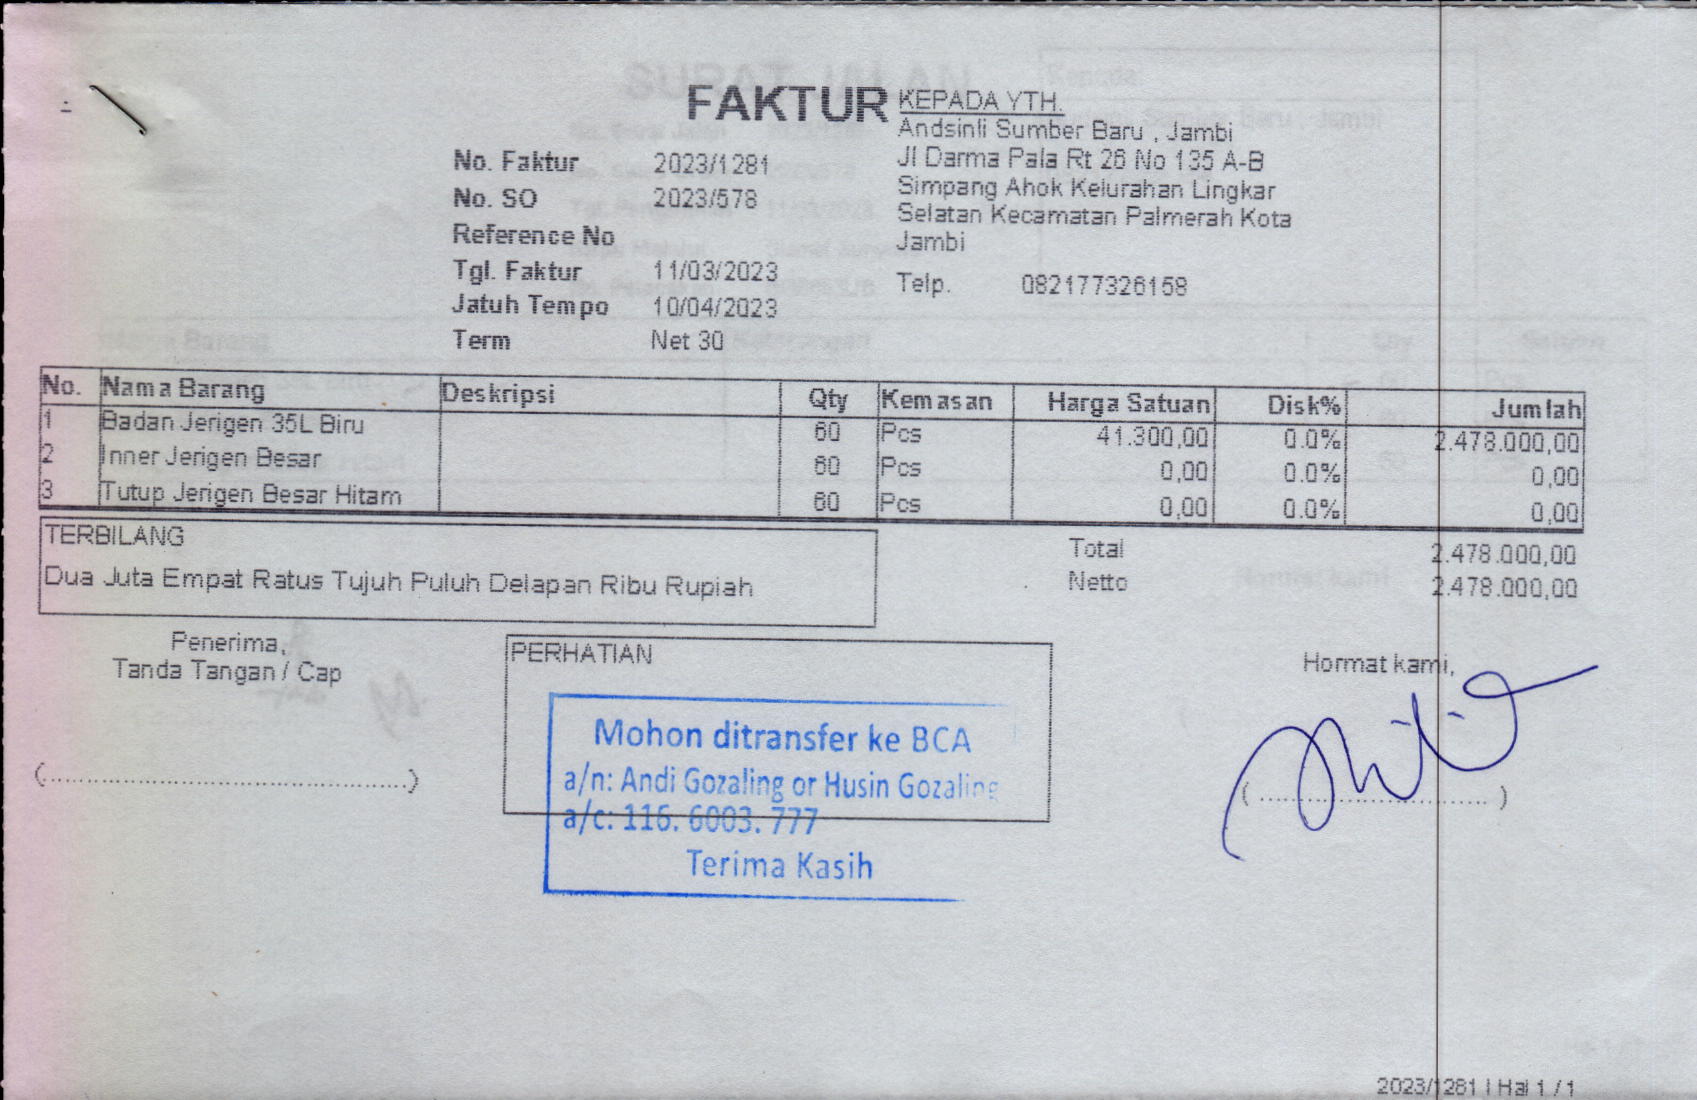 FAKTUR
KEPADA YTH.
Andsinli Sumber Baru , Jambi
Jl Darma Pala Rt 26 No 135 A-B
Simpang Ahok Kelurahan Lingkar
Selatan Kecamatan Palmerah Kota
Jambi
Telp. 082177326158
No. Faktur 2023/1281
No. SO 2023/578
Reference No
Tgl. Faktur 11/03/2023
Jatuh Tempo 10/04/2023
Term Net 30
No. Nama Barang Deskripsi Qty Kemasan Harga Satuan Disk% Jumlah
1 Badan Jerigen 35L Biru 60 Pcs 41.300,00 0.0% 2.478.000,00
2 Inner Jerigen Besar 60 Pcs 0,00 0.0% 0,00
3 Tutup Jerigen Besar Hitam 60 Pcs 0,00 0.0% 0,00
TERBILANG
Dua Juta Empat Ratus Tujuh Puluh Delapan Ribu Rupiah
Total 2.478.000,00
Netto 2.478.000,00
Penerima,
Tanda Tangan / Cap
(.............................................)
PERHATIAN
Mohon ditransfer ke BCA
a/n: Andi Gozaling or Husin Gozaling
a/c: 116. 6003. 777
Terima Kasih
Hormat kami,
( ................................ )
2023/1281 | Hal 1 / 1